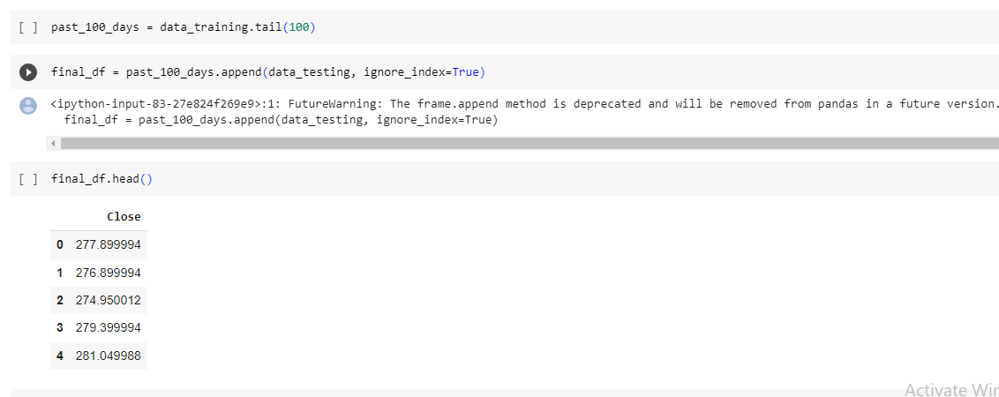 [ ] past_100_days = data_training.tail(100)
final_df = past_100_days.append(data_testing, ignore_index=True)
<ipython-input-83-27e824f269e9>:1: FutureWarning: The frame.append method is deprecated and will be removed from pandas in a future version.
final_df = past_100_days.append(data_testing, ignore_index=True)
[ ] final_df.head()
Close
0 277.899994
1 276.899994
2 274.950012
3 279.399994
4 281.049988
Activate Wir